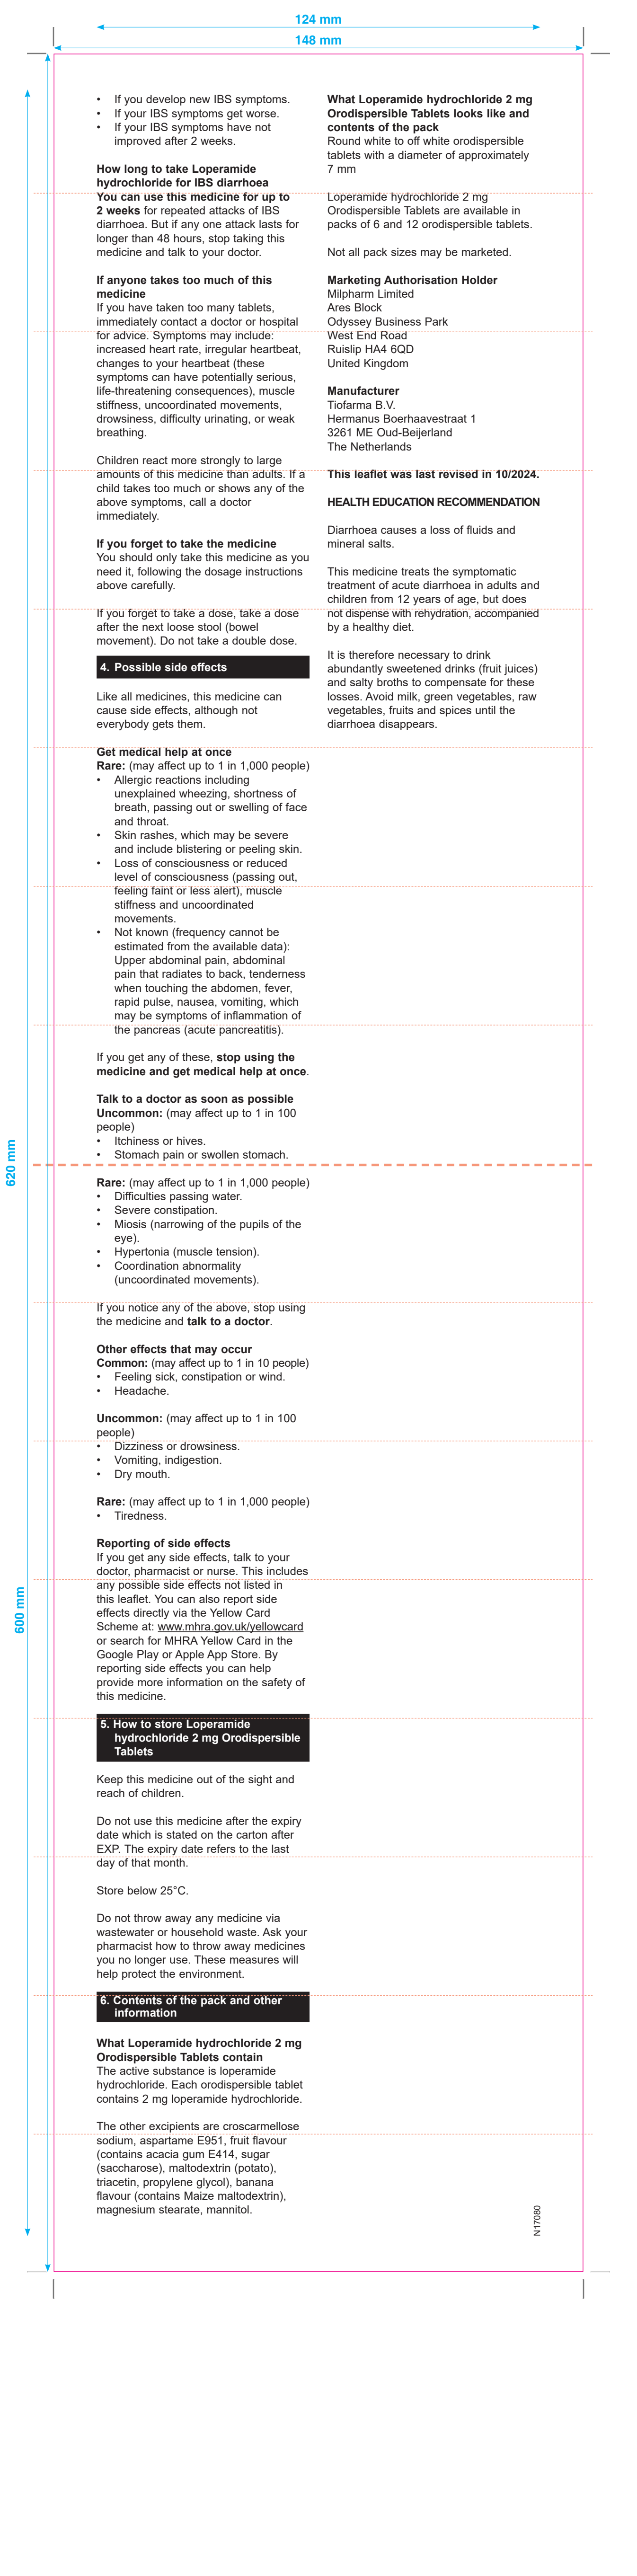 124 mm
148 mm
620 mm
600 mm
• If you develop new IBS symptoms.
• If your IBS symptoms get worse.
• If your IBS symptoms have not
improved after 2 weeks.
How long to take Loperamide
hydrochloride for IBS diarrhoea
You can use this medicine for up to
2 weeks for repeated attacks of IBS
diarrhoea. But if any one attack lasts for
longer than 48 hours, stop taking this
medicine and talk to your doctor.
If anyone takes too much of this
medicine
If you have taken too many tablets,
immediately contact a doctor or hospital
for advice. Symptoms may include:
increased heart rate, irregular heartbeat,
changes to your heartbeat (these
symptoms can have potentially serious,
life-threatening consequences), muscle
stiffness, uncoordinated movements,
drowsiness, difficulty urinating, or weak
breathing.
Children react more strongly to large
amounts of this medicine than adults. If a
child takes too much or shows any of the
above symptoms, call a doctor
immediately.
If you forget to take the medicine
You should only take this medicine as you
need it, following the dosage instructions
above carefully.
If you forget to take a dose, take a dose
after the next loose stool (bowel
movement). Do not take a double dose.
4. Possible side effects
Like all medicines, this medicine can
cause side effects, although not
everybody gets them.
Get medical help at once
Rare: (may affect up to 1 in 1,000 people)
• Allergic reactions including
unexplained wheezing, shortness of
breath, passing out or swelling of face
and throat.
• Skin rashes, which may be severe
and include blistering or peeling skin.
• Loss of consciousness or reduced
level of consciousness (passing out,
feeling faint or less alert), muscle
stiffness and uncoordinated
movements.
• Not known (frequency cannot be
estimated from the available data):
Upper abdominal pain, abdominal
pain that radiates to back, tenderness
when touching the abdomen, fever,
rapid pulse, nausea, vomiting, which
may be symptoms of inflammation of
the pancreas (acute pancreatitis).
If you get any of these, stop using the
medicine and get medical help at once.
Talk to a doctor as soon as possible
Uncommon: (may affect up to 1 in 100
people)
• Itchiness or hives.
• Stomach pain or swollen stomach.
Rare: (may affect up to 1 in 1,000 people)
• Difficulties passing water.
• Severe constipation.
• Miosis (narrowing of the pupils of the
eye).
• Hypertonia (muscle tension).
• Coordination abnormality
(uncoordinated movements).
If you notice any of the above, stop using
the medicine and talk to a doctor.
Other effects that may occur
Common: (may affect up to 1 in 10 people)
• Feeling sick, constipation or wind.
• Headache.
Uncommon: (may affect up to 1 in 100
people)
• Dizziness or drowsiness.
• Vomiting, indigestion.
• Dry mouth.
Rare: (may affect up to 1 in 1,000 people)
• Tiredness.
Reporting of side effects
If you get any side effects, talk to your
doctor, pharmacist or nurse. This includes
any possible side effects not listed in
this leaflet. You can also report side
effects directly via the Yellow Card
Scheme at: www.mhra.gov.uk/yellowcard
or search for MHRA Yellow Card in the
Google Play or Apple App Store. By
reporting side effects you can help
provide more information on the safety of
this medicine.
5. How to store Loperamide
hydrochloride 2 mg Orodispersible
Tablets
Keep this medicine out of the sight and
reach of children.
Do not use this medicine after the expiry
date which is stated on the carton after
EXP. The expiry date refers to the last
day of that month.
Store below 25°C.
Do not throw away any medicine via
wastewater or household waste. Ask your
pharmacist how to throw away medicines
you no longer use. These measures will
help protect the environment.
6. Contents of the pack and other
information
What Loperamide hydrochloride 2 mg
Orodispersible Tablets contain
The active substance is loperamide
hydrochloride. Each orodispersible tablet
contains 2 mg loperamide hydrochloride.
The other excipients are croscarmellose
sodium, aspartame E951, fruit flavour
(contains acacia gum E414, sugar
(saccharose), maltodextrin (potato),
triacetin, propylene glycol), banana
flavour (contains Maize maltodextrin),
magnesium stearate, mannitol.
What Loperamide hydrochloride 2 mg
Orodispersible Tablets looks like and
contents of the pack
Round white to off white orodispersible
tablets with a diameter of approximately
7 mm
Loperamide hydrochloride 2 mg
Orodispersible Tablets are available in
packs of 6 and 12 orodispersible tablets.
Not all pack sizes may be marketed.
Marketing Authorisation Holder
Milpharm Limited
Ares Block
Odyssey Business Park
West End Road
Ruislip HA4 6QD
United Kingdom
Manufacturer
Tiofarma B.V.
Hermanus Boerhaavestraat 1
3261 ME Oud-Beijerland
The Netherlands
This leaflet was last revised in 10/2024.
HEALTH EDUCATION RECOMMENDATION
Diarrhoea causes a loss of fluids and
mineral salts.
This medicine treats the symptomatic
treatment of acute diarrhoea in adults and
children from 12 years of age, but does
not dispense with rehydration, accompanied
by a healthy diet.
It is therefore necessary to drink
abundantly sweetened drinks (fruit juices)
and salty broths to compensate for these
losses. Avoid milk, green vegetables, raw
vegetables, fruits and spices until the
diarrhoea disappears.
N17080